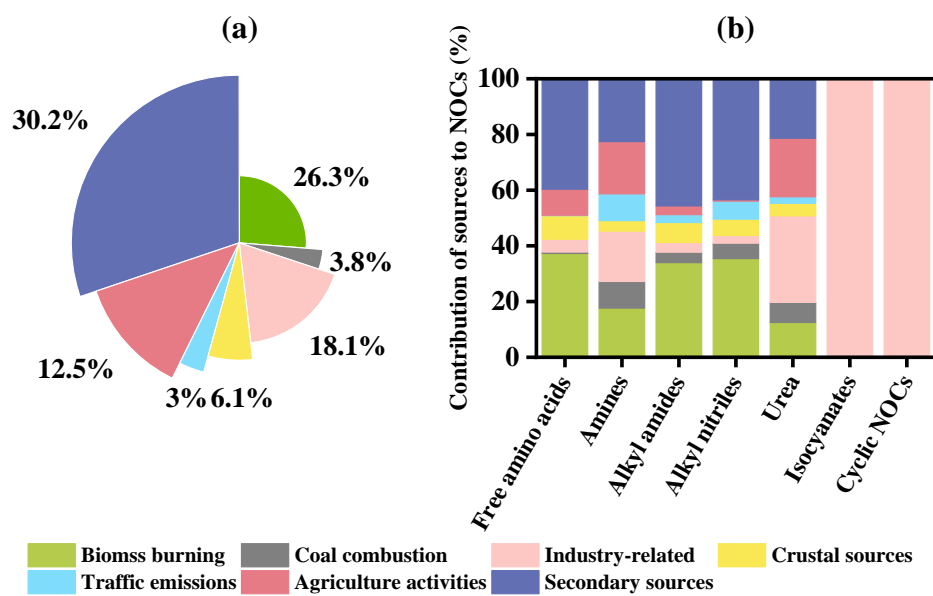 (a)
30.2%
26.3%
3.8%
18.1%
6.1%
3%
12.5%
(b)
Contribution of sources to NOCs (%)
100
80
60
40
20
0
Free amino acids
Amines
Alkyl amides
Alkyl nitriles
Urea
Isocyanates
Cyclic NOCs
Biomss burning Coal combustion Industry-related Crustal sources
Traffic emissions Agriculture activities Secondary sources